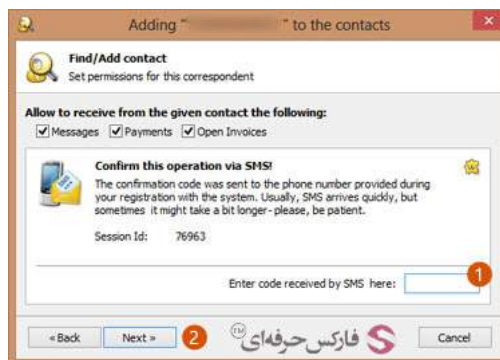 Adding " " to the contacts
Find/Add contact
Set permissions for this correspondent
Allow to receive from the given contact the following:
Messages Payments Open Invoices
Confirm this operation via SMS!
The confirmation code was sent to the phone number provided during
your registration with the system. Usually, SMS arrives quickly, but
sometimes it might take a bit longer- please, be patient.
Session Id: 76963
Enter code received by SMS here: 1
« Back Next » 2 فارکس حرفه‌ای TM Cancel